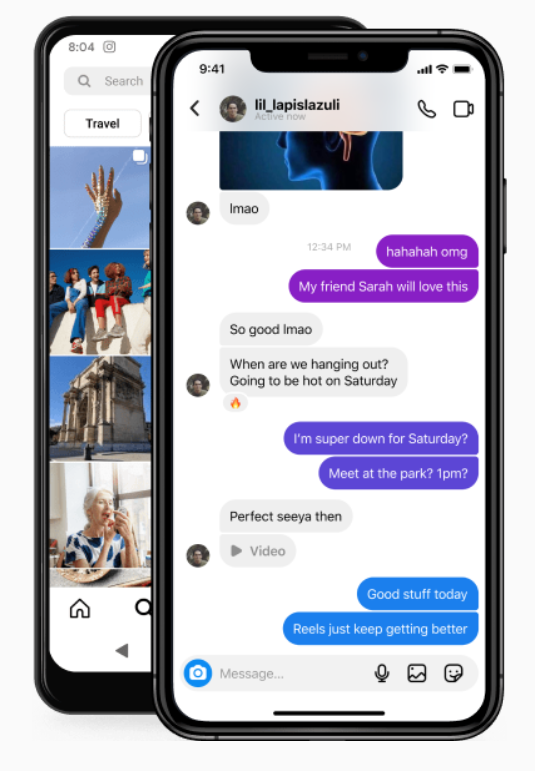 8:04
Search
Travel
9:41
lil_lapislazuli
Active now
lmao
12:34 PM
hahahah omg
My friend Sarah will love this
So good lmao
When are we hanging out?
Going to be hot on Saturday
I'm super down for Saturday?
Meet at the park? 1pm?
Perfect seeya then
Video
Good stuff today
Reels just keep getting better
Message...